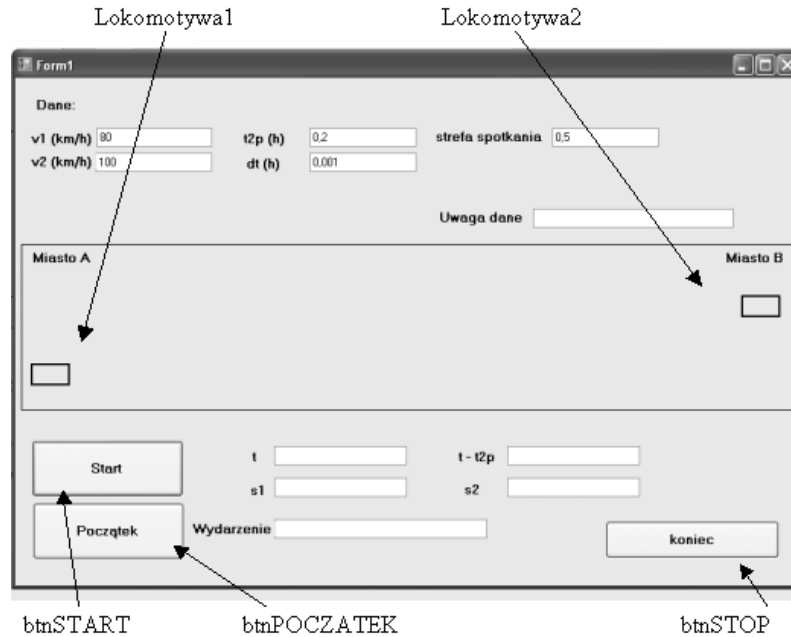 Lokomotywa1 Lokomotywa2
Form1
Dane:
v1 (km/h) 80 t2p (h) 0,2 strefa spotkania 0,5
v2 (km/h) 100 dt (h) 0,001
Uwaga dane
Miasto A Miasto B
Start t t - t2p
s1 s2
Początek Wydarzenie koniec
btnSTART btnPOCZATEK btnSTOP